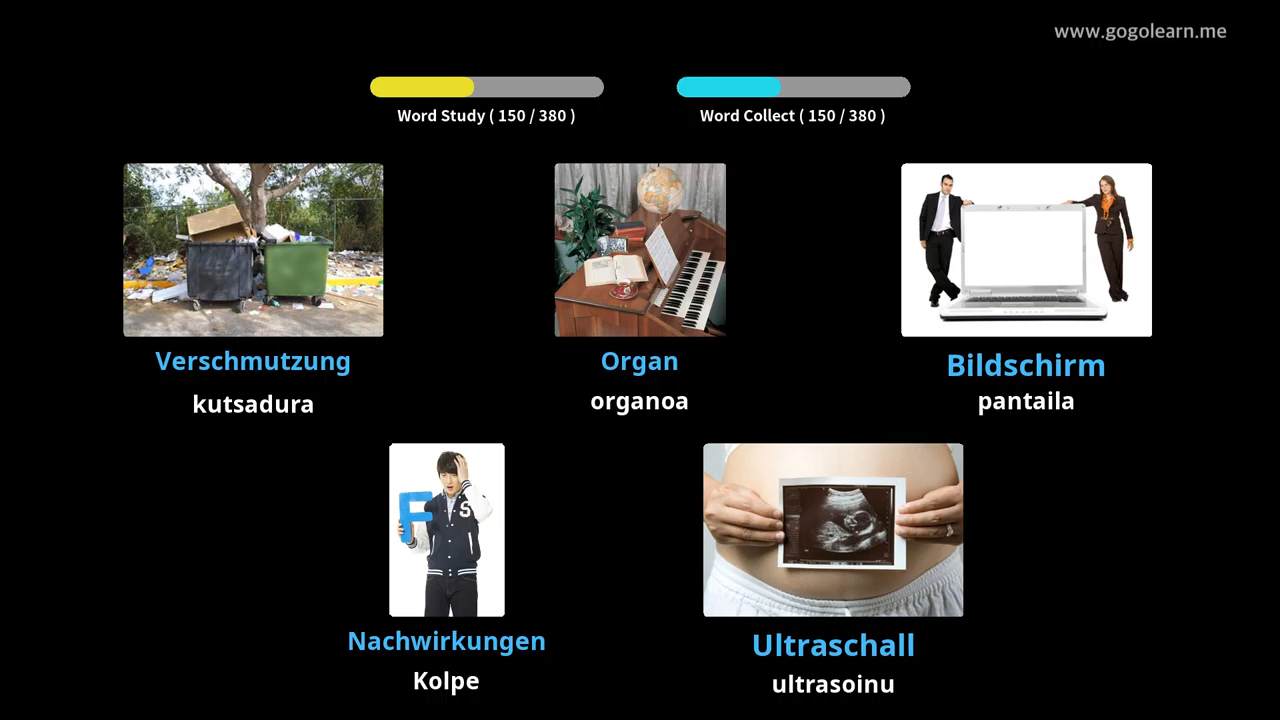 www.gogolearn.me
Word Study ( 150 / 380 )
Word Collect ( 150 / 380 )
Verschmutzung
kutsadura
Organ
organoa
Bildschirm
pantaila
F
S
Nachwirkungen
Kolpe
Ultraschall
ultrasoinu